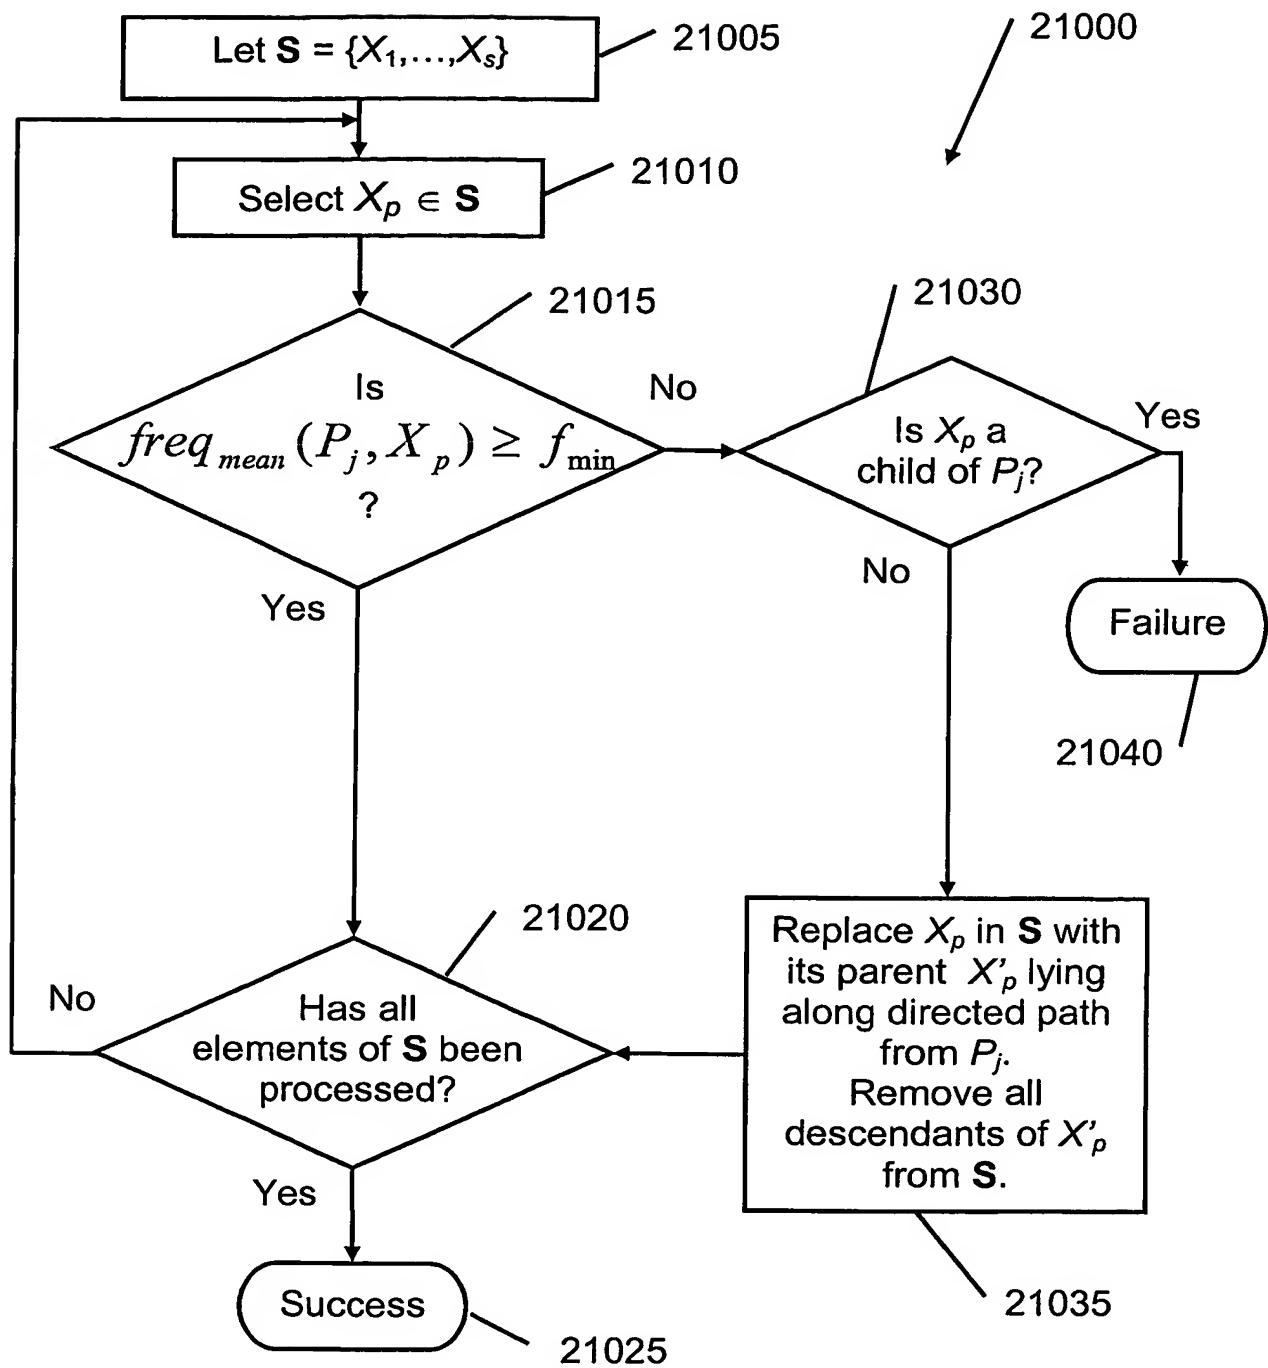 Let S = {X1,...,Xs}
21005
21000
Select Xp ∈ S
21010
21015
Is
freq mean (Pj, Xp) ≥ fmin
?
No
Yes
21030
Is Xp a
child of Pj?
Yes
No
Failure
21040
21020
Has all
elements of S been
processed?
No
Yes
Replace Xp in S with
its parent X'p lying
along directed path
from Pj.
Remove all
descendants of X'p
from S.
21035
Success
21025